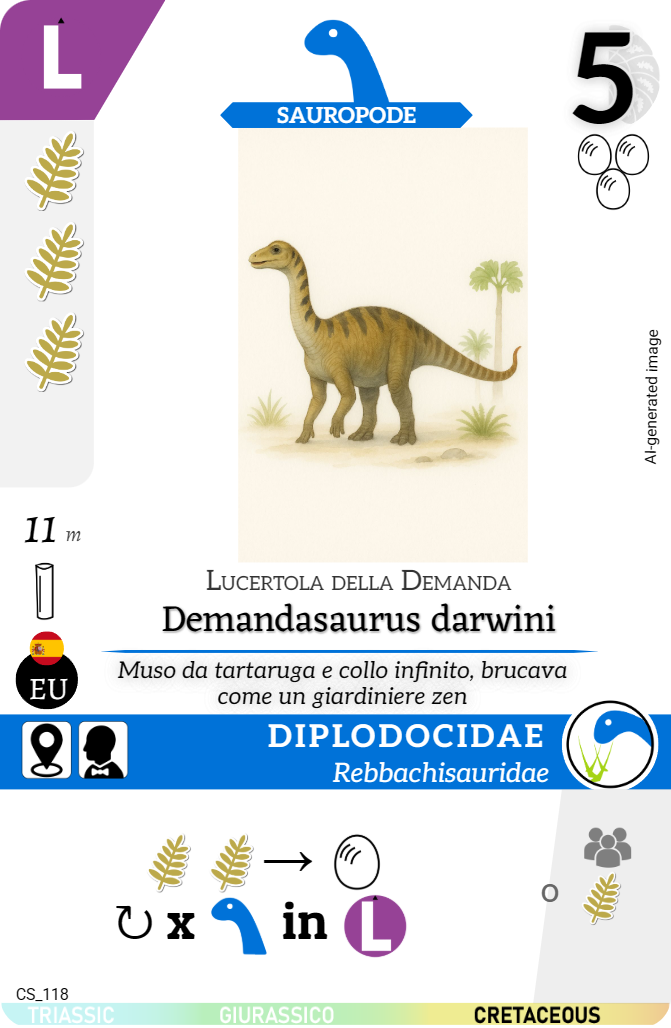 L
5
SAUROPODE
AI-generated image
11 m
EU
Lucertola della Demanda
Demandasaurus darwini
Muso da tartaruga e collo infinito, brucava
come un giardiniere zen
DIPLODOCIDAE
Rebbachisauridae
→
↻ x in L
o
CS_118
TRIASSIC GIURASSICO CRETACEOUS